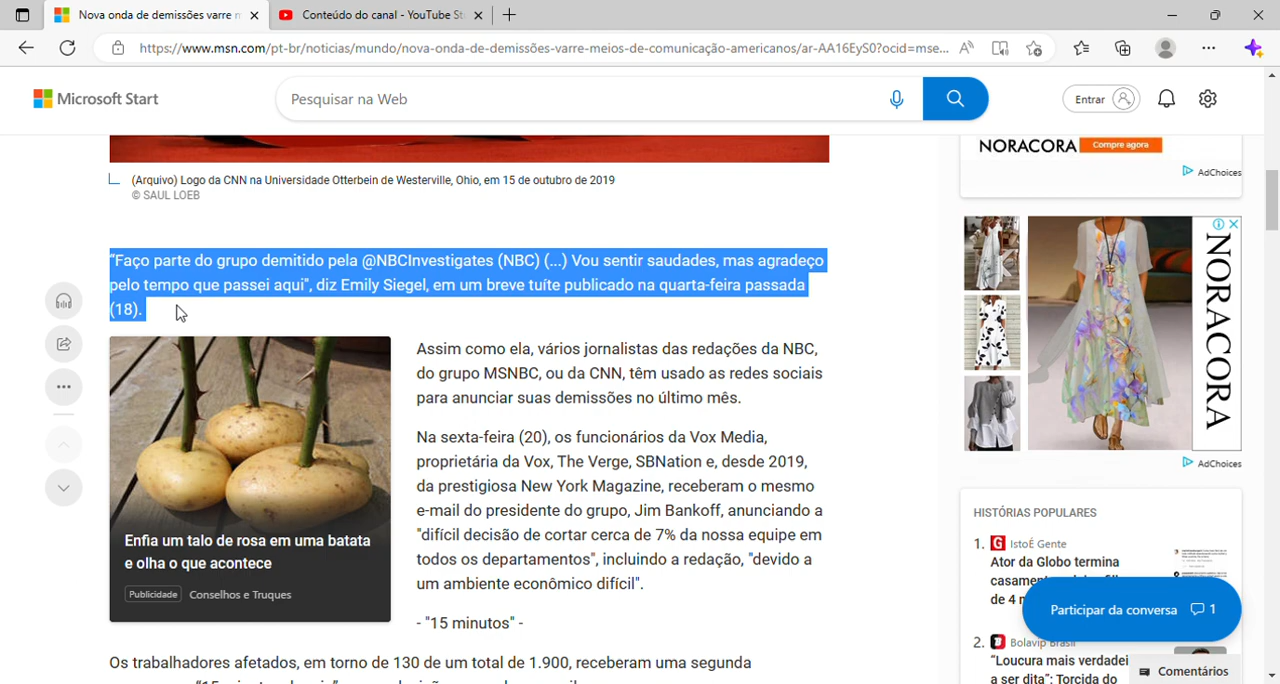 Nova onda de demissões varre m
Conteúdo do canal - YouTube St
https://www.msn.com/pt-br/noticias/mundo/nova-onda-de-demissões-varre-meios-de-comunicação-americanos/ar-AA16EyS0?ocid=mse...
Microsoft Start
Pesquisar na Web
Entrar
(Arquivo) Logo da CNN na Universidade Otterbein de Westerville, Ohio, em 15 de outubro de 2019
© SAUL LOEB
"Faço parte do grupo demitido pela @NBCInvestigates (NBC) (...) Vou sentir saudades, mas agradeço
pelo tempo que passei aqui", diz Emily Siegel, em um breve tuíte publicado na quarta-feira passada
(18).
Enfia um talo de rosa em uma batata
e olha o que acontece
Publicidade Conselhos e Truques
Assim como ela, vários jornalistas das redações da NBC,
do grupo MSNBC, ou da CNN, têm usado as redes sociais
para anunciar suas demissões no último mês.
Na sexta-feira (20), os funcionários da Vox Media,
proprietária da Vox, The Verge, SBNation e, desde 2019,
da prestigiosa New York Magazine, receberam o mesmo
e-mail do presidente do grupo, Jim Bankoff, anunciando a
"difícil decisão de cortar cerca de 7% da nossa equipe em
todos os departamentos", incluindo a redação, "devido a
um ambiente econômico difícil".
- "15 minutos" -
Os trabalhadores afetados, em torno de 130 de um total de 1.900, receberam uma segunda
NORACORA Compre agora
AdChoices
NORACORA
AdChoices
HISTÓRIAS POPULARES
1. IstoÉ Gente
Ator da Globo termina
de 4
Participar da conversa 1
2. Bolavip Brasil
"Loucura mais verdadei
a ser dita": Torcida do
Comentários